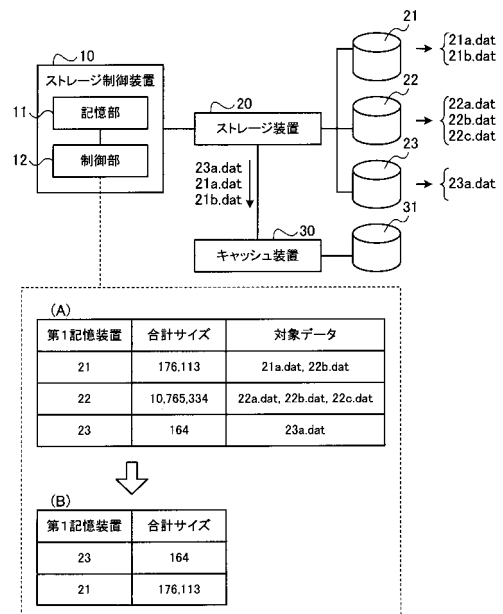 10
ストレージ制御装置
11
記憶部
12
制御部
20
ストレージ装置
21
21a.dat
21b.dat
22
22a.dat
22b.dat
22c.dat
23
23a.dat
23a.dat
21a.dat
21b.dat
30
キャッシュ装置
31
(A)
第1記憶装置 合計サイズ 対象データ
21 176,113 21a.dat, 22b.dat
22 10,765,334 22a.dat, 22b.dat, 22c.dat
23 164 23a.dat
(B)
第1記憶装置 合計サイズ
23 164
21 176,113